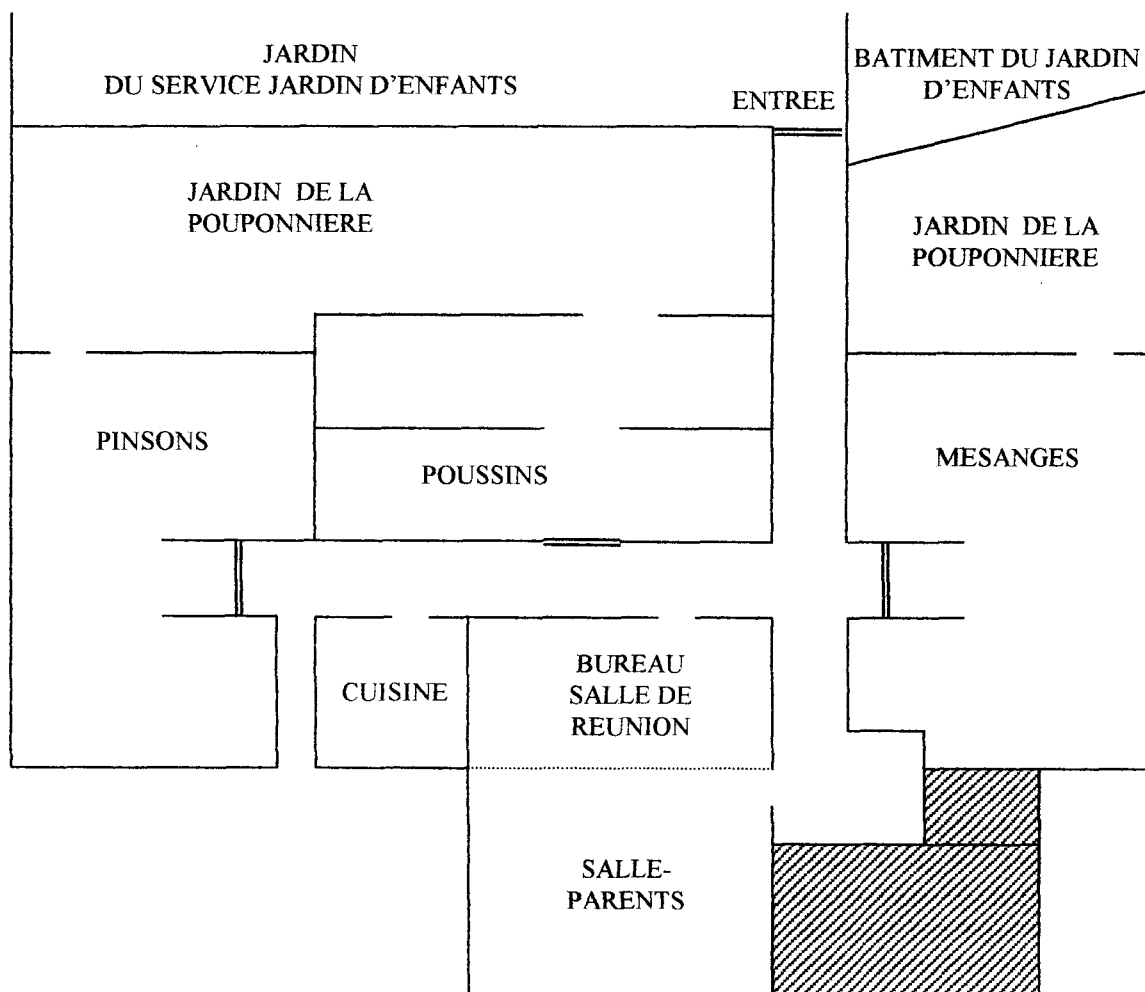 JARDIN
DU SERVICE JARDIN D'ENFANTS
BATIMENT DU JARDIN
D'ENFANTS
ENTREE
JARDIN DE LA
POUPONNIERE
JARDIN DE LA
POUPONNIERE
PINSONS
POUSSINS
MESANGES
CUISINE
BUREAU
SALLE DE
REUNION
SALLE-
PARENTS